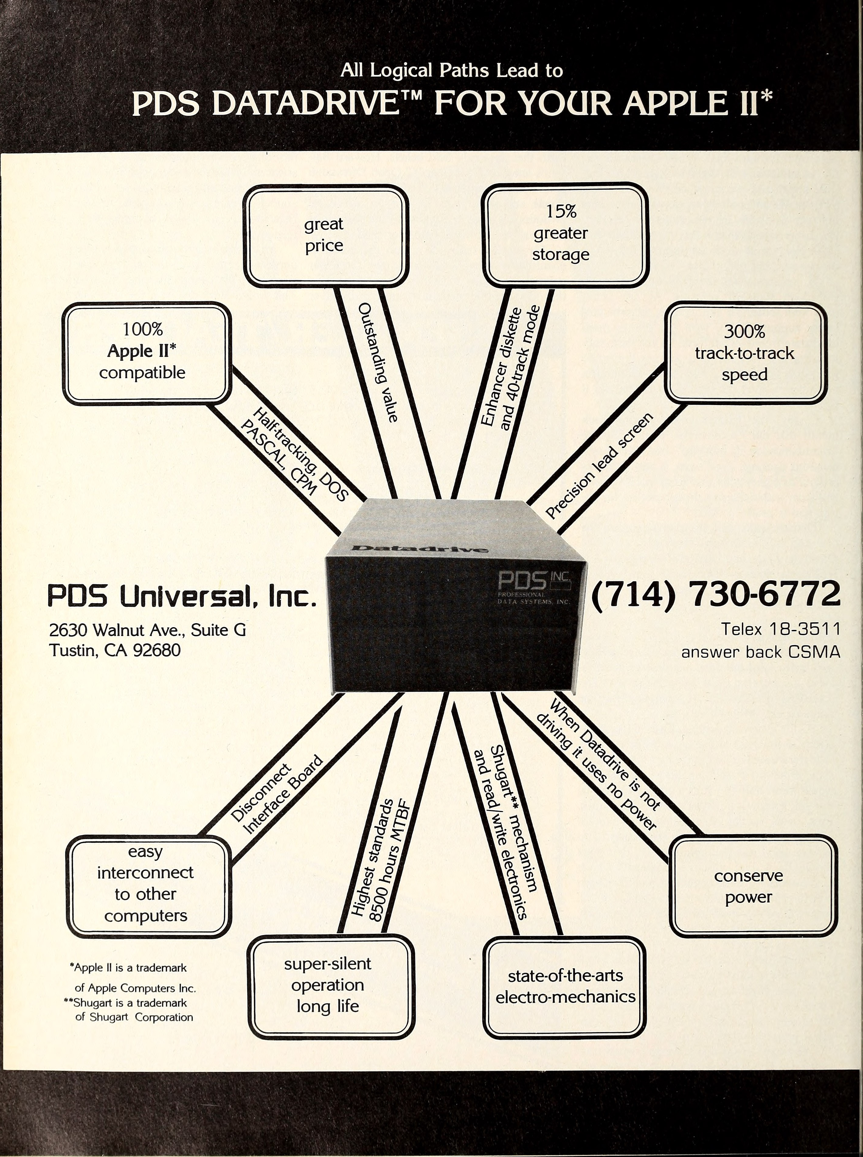 All Logical Paths Lead to
PDS DATADRIVE™ FOR YOUR APPLE II*
great
price
15%
greater
storage
100%
Apple II*
compatible
300%
track-to-track
speed
Half-tracking, DOS
PASCAL, CPM
Outstanding value
Enhancer diskette
and 40-track mode
Precision lead screen
Datadrive
PDS INC.
PROFESSIONAL
DATA SYSTEMS, INC.
PDS Universal, Inc.
2630 Walnut Ave., Suite G
Tustin, CA 92680
(714) 730-6772
Telex 18-3511
answer back CSMA
Disconnect
Interface Board
Highest standards
8500 hours MTBF
Shugart** mechanism
and read/write electronics
When Datadrive is not
driving it uses no power
easy
interconnect
to other
computers
super-silent
operation
long life
state-of-the-arts
electro-mechanics
conserve
power
*Apple II is a trademark
of Apple Computers Inc.
**Shugart is a trademark
of Shugart Corporation